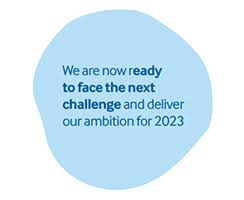 We are now ready
to face the next
challenge and deliver
our ambition for 2023